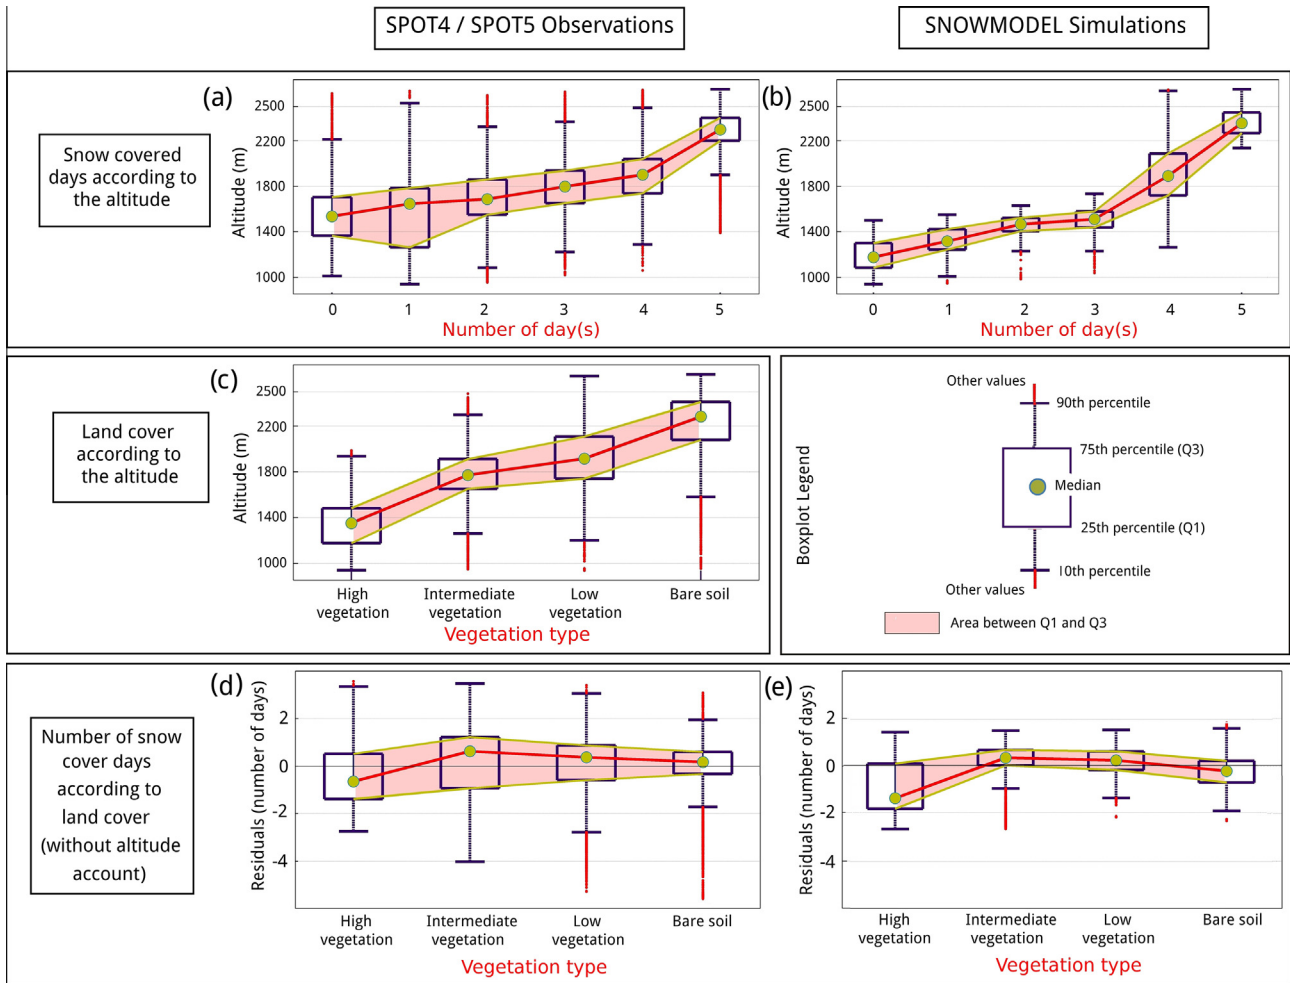 SPOT4 / SPOT5 Observations
SNOWMODEL Simulations
Snow covered
days according to
the altitude
(a)
Altitude (m)
2500
2200
1800
1400
1000
0
1
2
3
4
5
Number of day(s)
(b)
Altitude (m)
2500
2200
1800
1400
1000
0
1
2
3
4
5
Number of day(s)
Land cover
according to
the altitude
(c)
Altitude (m)
2500
2200
1800
1400
1000
High
vegetation
Intermediate
vegetation
Low
vegetation
Bare soil
Vegetation type
Boxplot Legend
Other values
90th percentile
75th percentile (Q3)
Median
25th percentile (Q1)
10th percentile
Other values
Area between Q1 and Q3
Number of snow
cover days
according to
land cover
(without altitude
account)
(d)
Residuals (number of days)
2
0
-2
-4
High
vegetation
Intermediate
vegetation
Low
vegetation
Bare soil
Vegetation type
(e)
Residuals (number of days)
2
0
-2
-4
High
vegetation
Intermediate
vegetation
Low
vegetation
Bare soil
Vegetation type